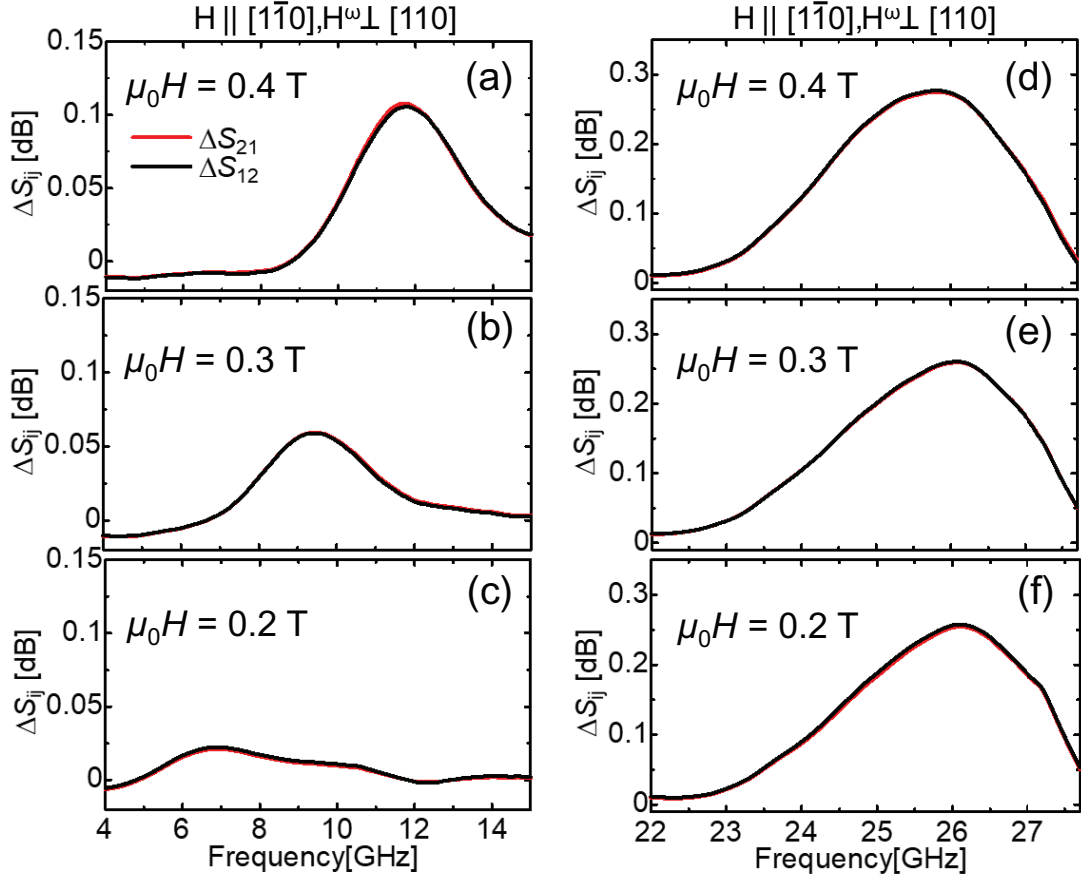 H || [11̄0],Hω⊥ [110]
0.15
0.1
0.05
0
ΔSij [dB]
μ0H = 0.4 T
(a)
ΔS21
ΔS12
0.15
0.1
0.05
0
ΔSij [dB]
μ0H = 0.3 T
(b)
0.15
0.1
0.05
0
ΔSij [dB]
μ0H = 0.2 T
(c)
4 6 8 10 12 14
Frequency[GHz]
H || [11̄0],Hω⊥ [110]
0.3
0.2
0.1
0
ΔSij [dB]
μ0H = 0.4 T
(d)
0.3
0.2
0.1
0
ΔSij [dB]
μ0H = 0.3 T
(e)
0.3
0.2
0.1
0
ΔSij [dB]
μ0H = 0.2 T
(f)
22 23 24 25 26 27
Frequency[GHz]